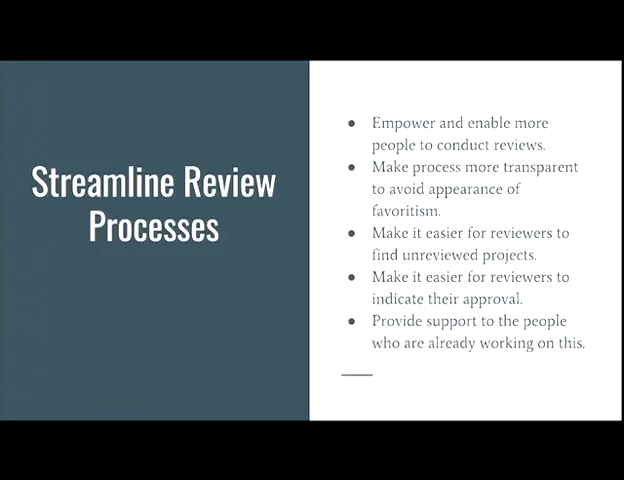 Streamline Review
Processes
● Empower and enable more
people to conduct reviews.
● Make process more transparent
to avoid appearance of
favoritism.
● Make it easier for reviewers to
find unreviewed projects.
● Make it easier for reviewers to
indicate their approval.
● Provide support to the people
who are already working on this.